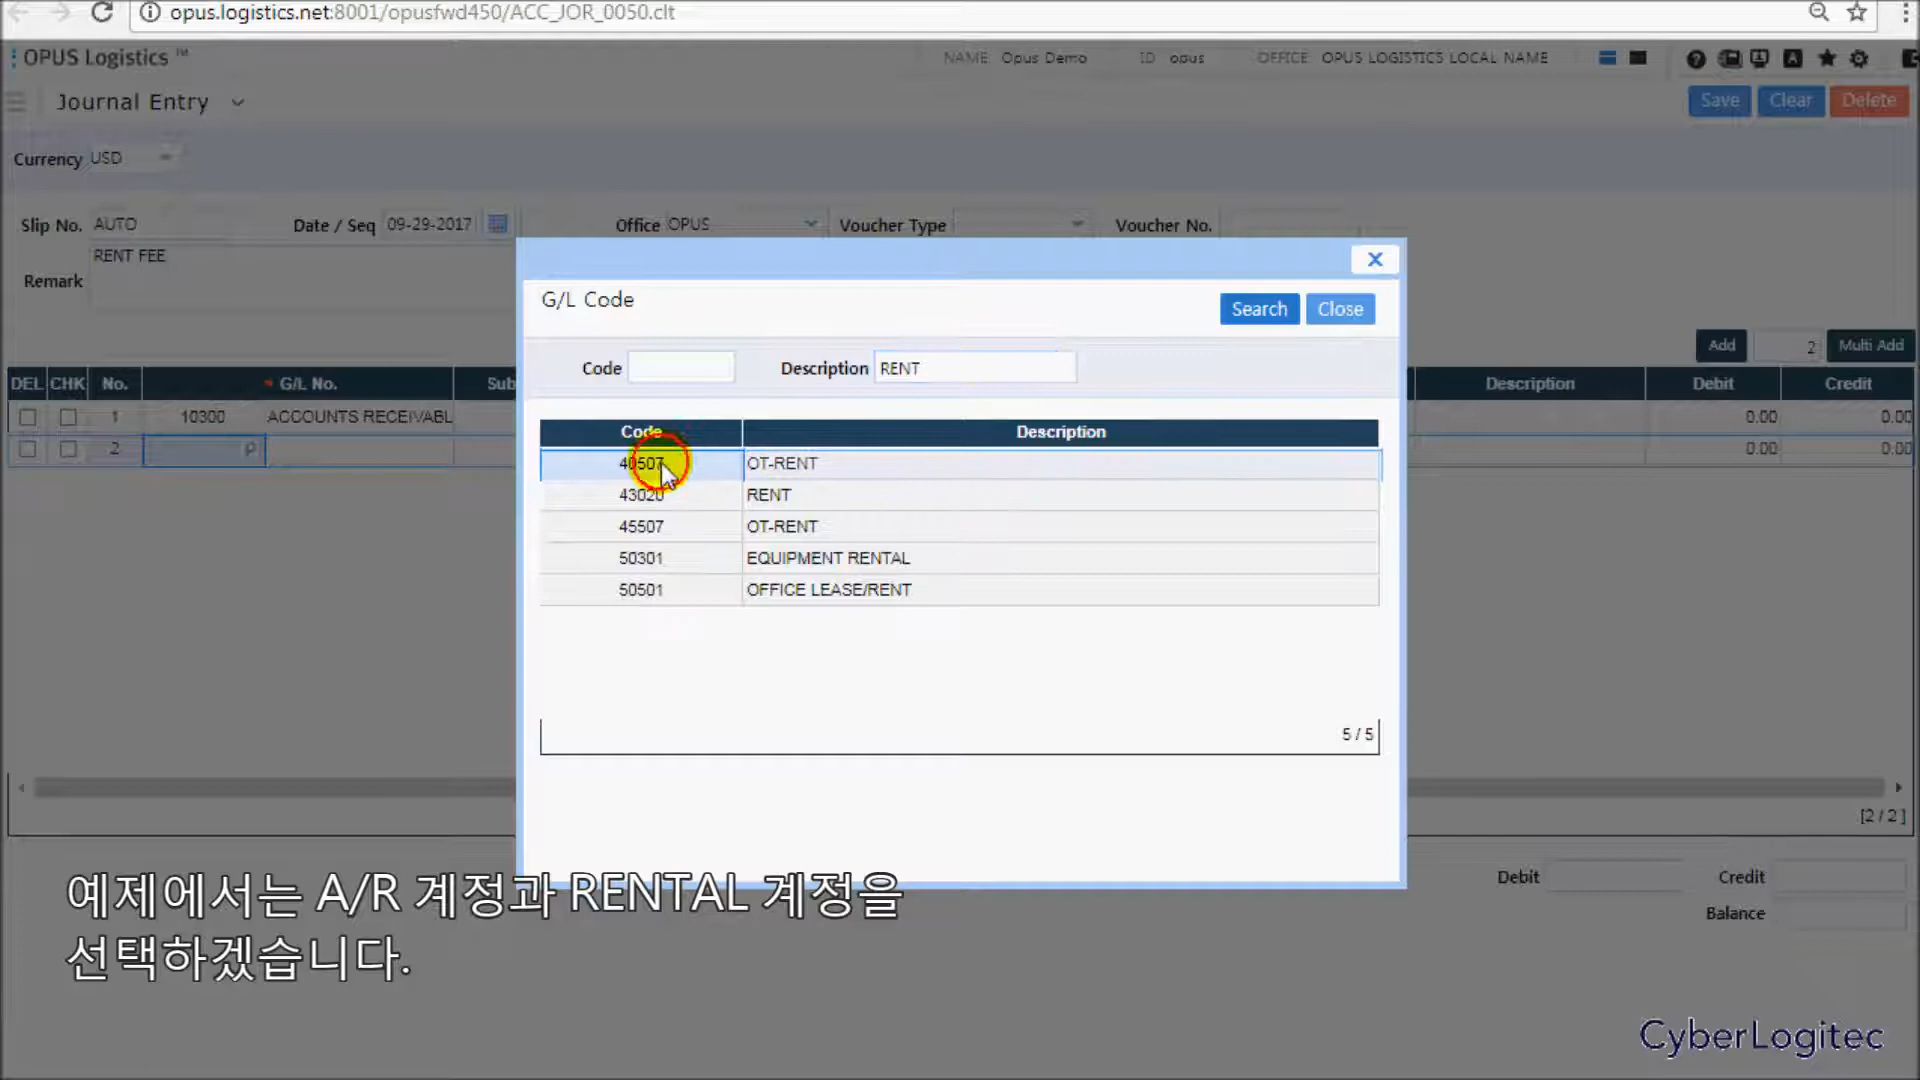 opus.logistics.net:8001/opusfwd450/ACC_JOR_0050.clt
OPUS Logistics ™
NAME Opus Demo ID opus OFFICE OPUS LOGISTICS LOCAL NAME
Journal Entry
Save Clear Delete
Currency USD
Slip No. AUTO Date / Seq 09-29-2017 Office OPUS Voucher Type Voucher No.
RENT FEE
Remark
G/L Code
Search Close
Code Description RENT
Add 2 Multi Add
DEL CHK No. * G/L No. Sub Description Debit Credit
1 10300 ACCOUNTS RECEIVABL 0.00 0.00
2 0.00 0.00
Code Description
40507 OT-RENT
43020 RENT
45507 OT-RENT
50301 EQUIPMENT RENTAL
50501 OFFICE LEASE/RENT
5 / 5
[2 / 2]
Debit Credit
Balance
예제에서는 A/R 계정과 RENTAL 계정을
선택하겠습니다.
CyberLogitec